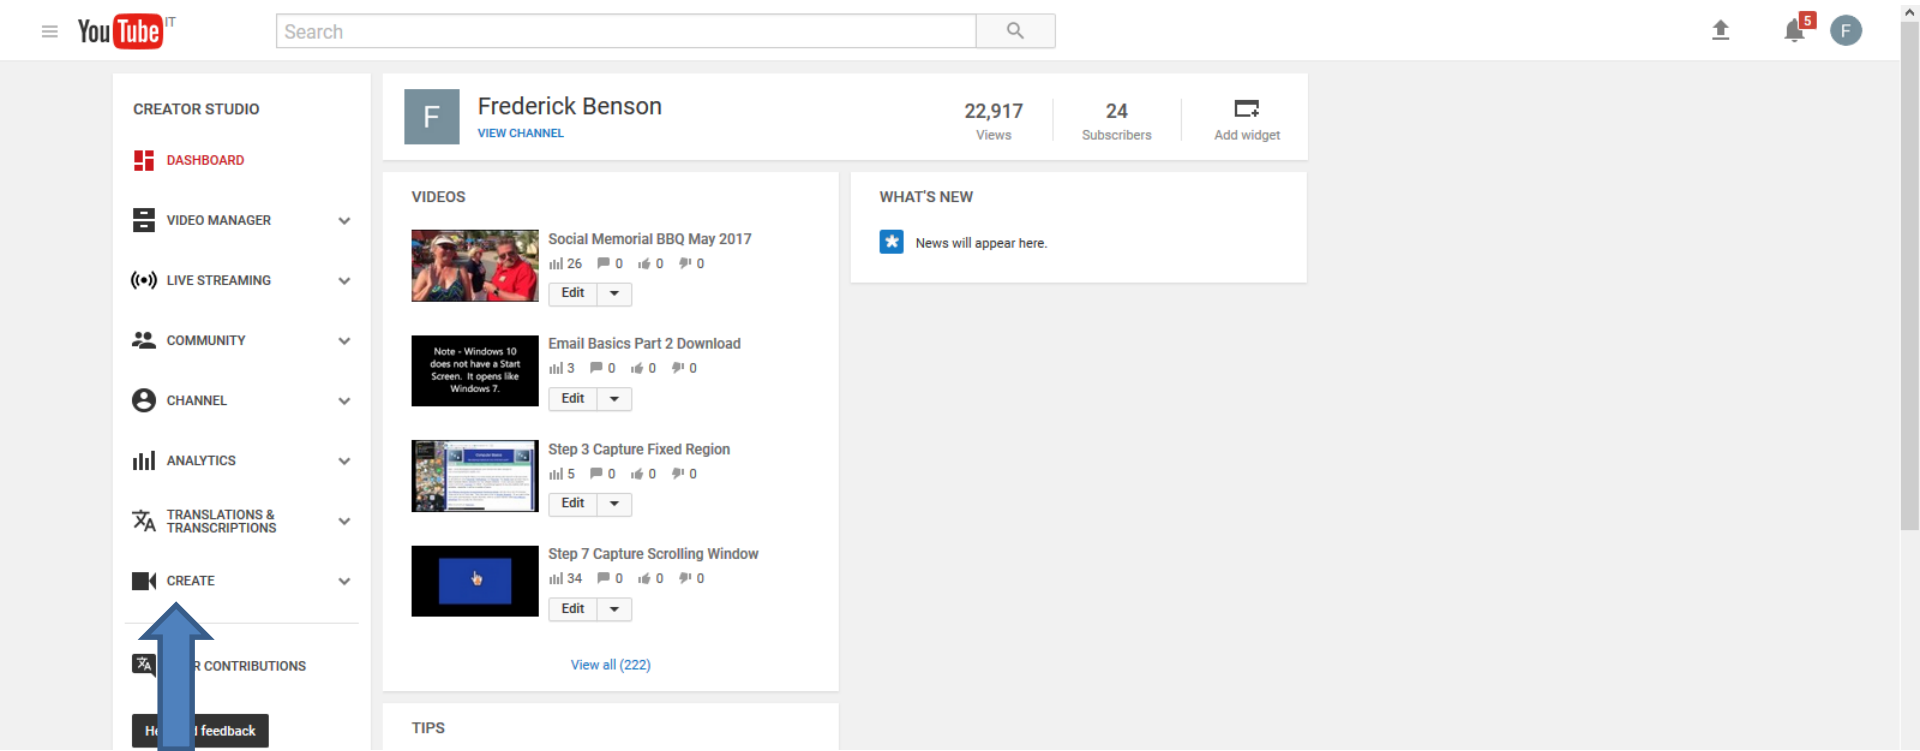 YouTube IT
Search
5
F
CREATOR STUDIO
DASHBOARD
VIDEO MANAGER
LIVE STREAMING
COMMUNITY
CHANNEL
ANALYTICS
TRANSLATIONS &
TRANSCRIPTIONS
CREATE
CONTRIBUTIONS
feedback
F
Frederick Benson
VIEW CHANNEL
22,917
Views
24
Subscribers
Add widget
VIDEOS
Social Memorial BBQ May 2017
26 0 0 0
Edit
Note - Windows 10
does not have a Start
Screen. It opens like
Windows 7.
Email Basics Part 2 Download
3 0 0 0
Edit
Step 3 Capture Fixed Region
5 0 0 0
Edit
Step 7 Capture Scrolling Window
34 0 0 0
Edit
View all (222)
TIPS
WHAT'S NEW
News will appear here.